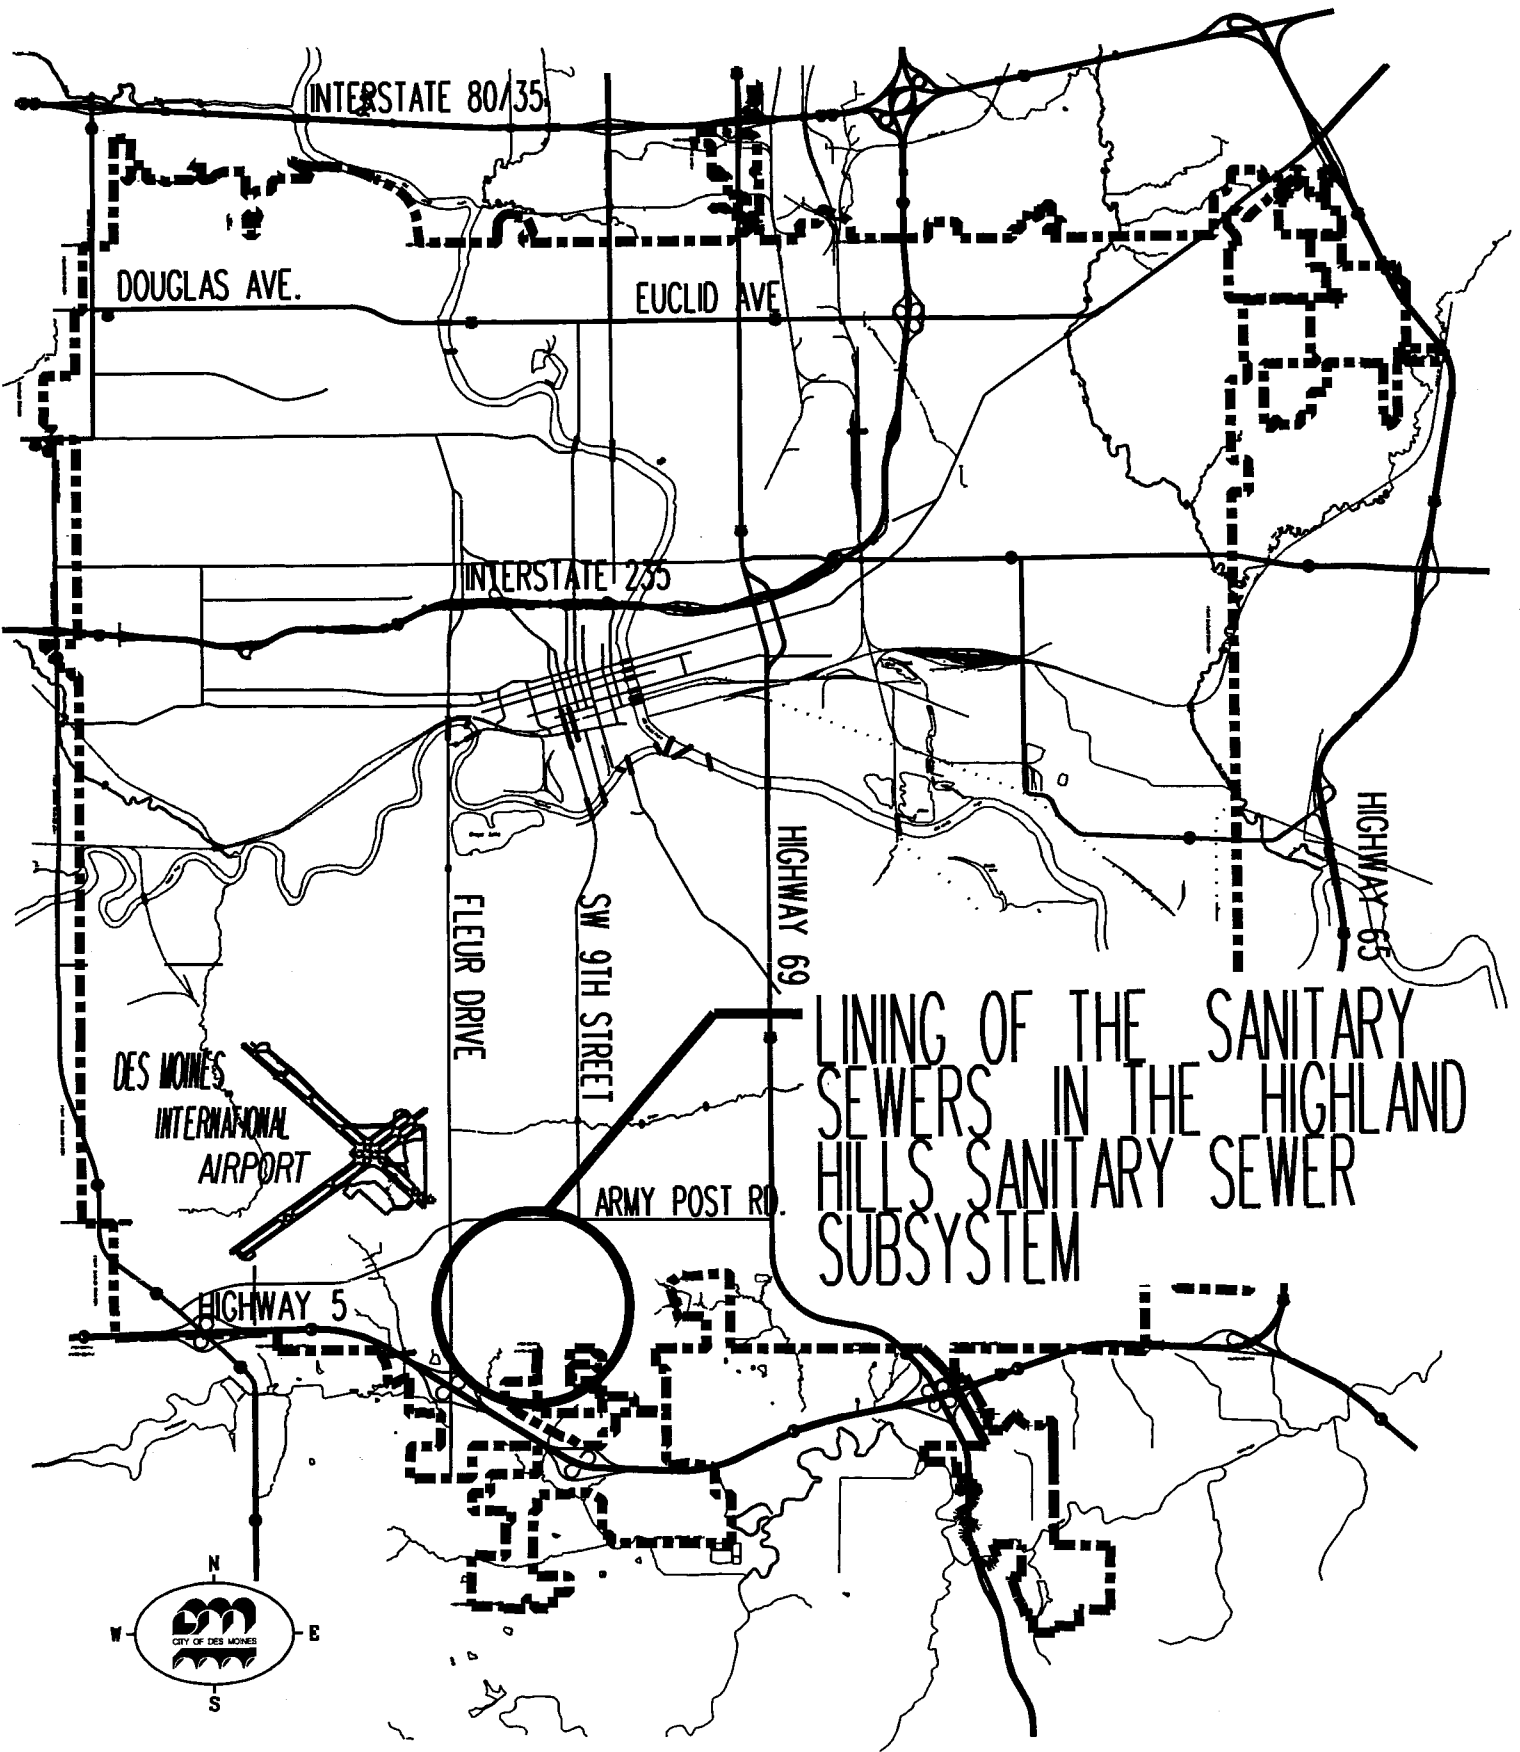 INTERSTATE 80/35
DOUGLAS AVE.
EUCLID AVE
INTERSTATE 235
HIGHWAY 65
HIGHWAY 69
FLEUR DRIVE
SW 9TH STREET
LINING OF THE SANITARY
SEWERS IN THE HIGHLAND
HILLS SANITARY SEWER
SUBSYSTEM
DES MOINES
INTERNATIONAL
AIRPORT
ARMY POST RD.
HIGHWAY 5
N
W
E
CITY OF DES MOINES
S